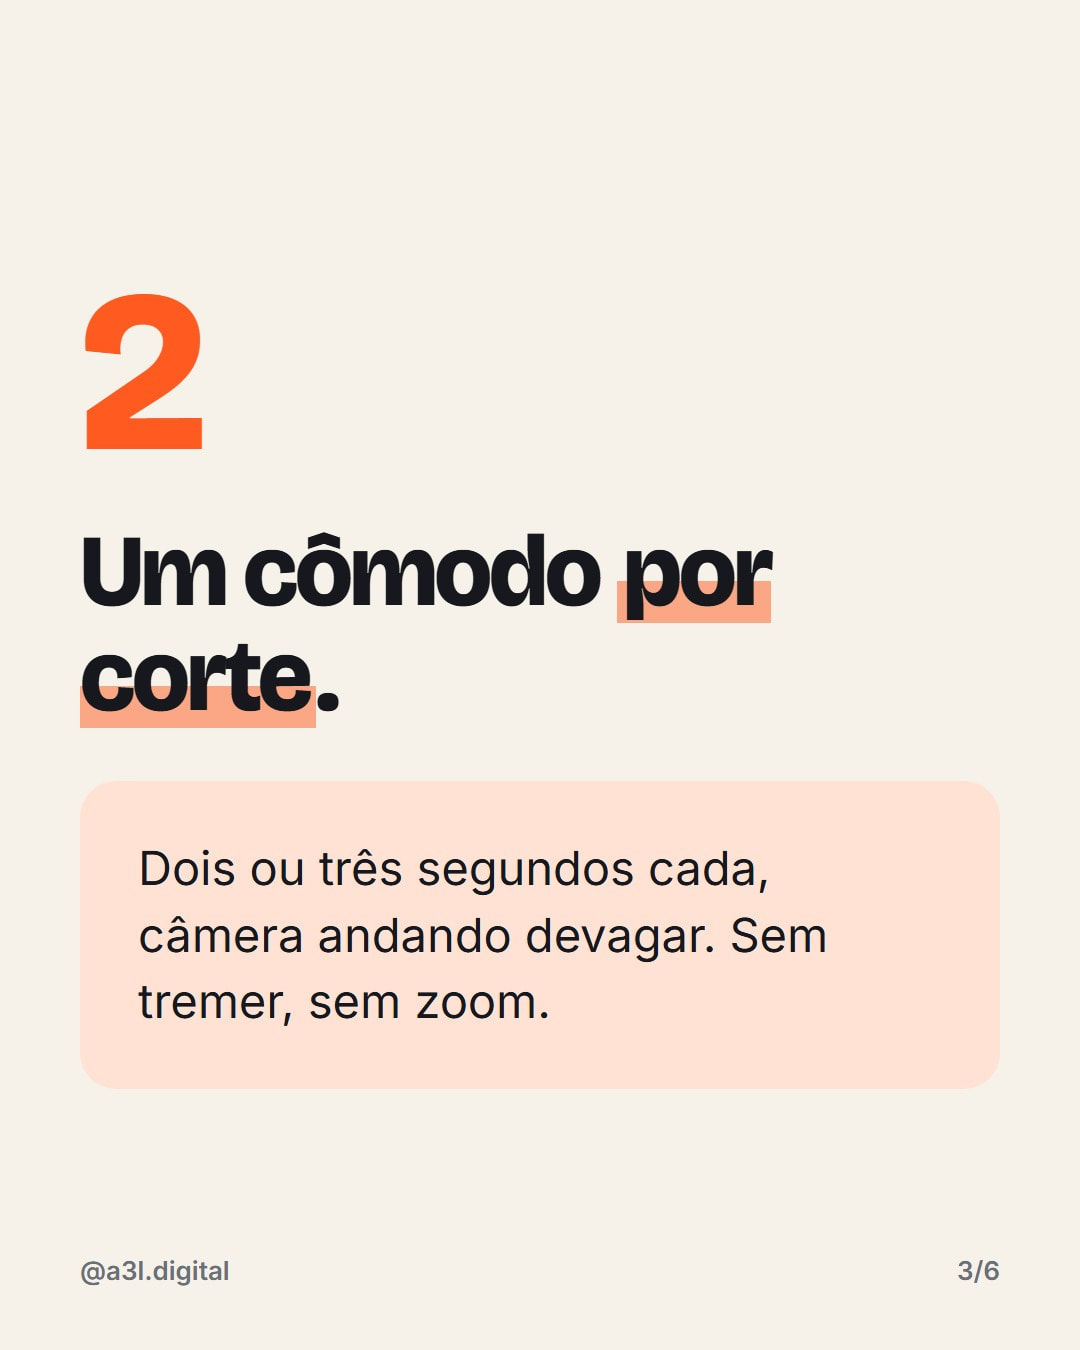 2
Um cômodo por
corte.
Dois ou três segundos cada,
câmera andando devagar. Sem
tremer, sem zoom.
@a3l.digital
3/6